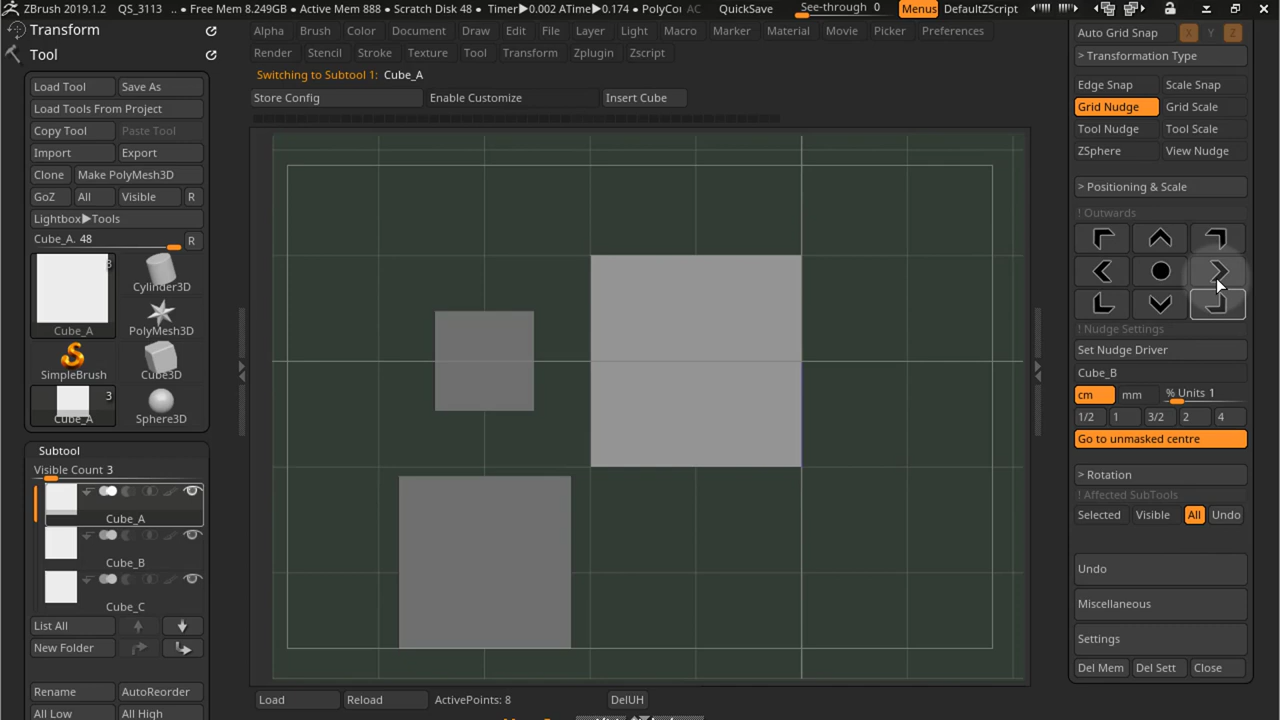 ZBrush 2019.1.2 QS_3113 .. • Free Mem 8.249GB • Active Mem 888 • Scratch Disk 48 • Timer▶0.002 ATime▶0.174 • PolyCou AC QuickSave See-through 0 Menus DefaultZScript
Transform
Tool
Alpha Brush Color Document Draw Edit File Layer Light Macro Marker Material Movie Picker Preferences
Render Stencil Stroke Texture Tool Transform Zplugin Zscript
Switching to Subtool 1: Cube_A
Store Config Enable Customize Insert Cube
Load Tool Save As
Load Tools From Project
Copy Tool Paste Tool
Import Export
Clone Make PolyMesh3D
GoZ All Visible R
Lightbox▶Tools
Cube_A. 48 R
3
Cube_A
Cylinder3D
PolyMesh3D
SimpleBrush
Cube3D
3
Cube_A
Sphere3D
Subtool
Visible Count 3
Cube_A
Cube_B
Cube_C
List All
New Folder
Rename AutoReorder
All Low All High
Load Reload ActivePoints: 8 DelUH
Auto Grid Snap X Y Z
> Transformation Type
Edge Snap Scale Snap
Grid Nudge Grid Scale
Tool Nudge Tool Scale
ZSphere View Nudge
> Positioning & Scale
! Outwards
! Nudge Settings
Set Nudge Driver
Cube_B
cm mm % Units 1
1/2 1 3/2 2 4
Go to unmasked centre
> Rotation
! Affected SubTools
Selected Visible All Undo
Undo
Miscellaneous
Settings
Del Mem Del Sett Close